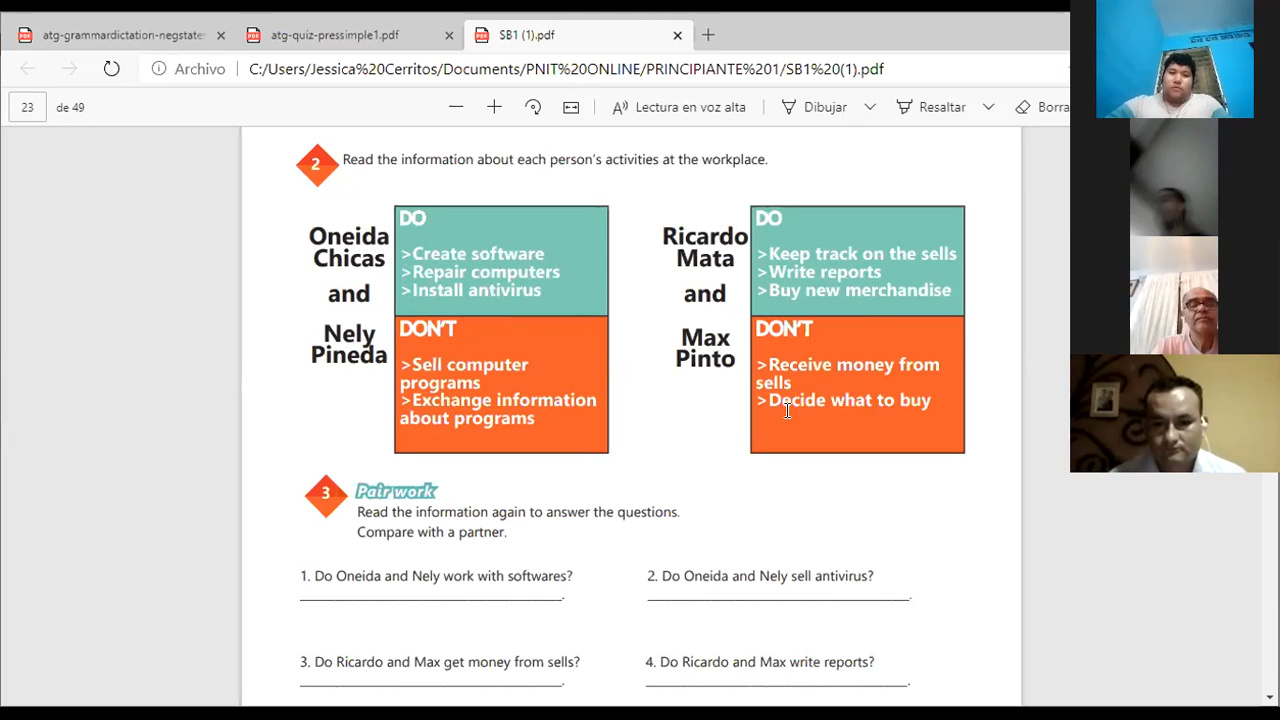 atg-grammardictation-negstate
atg-quiz-pressimple1.pdf
SB1 (1).pdf
Archivo
C:/Users/Jessica%20Cerritos/Documents/PNIT%20ONLINE/PRINCIPIANTE%201/SB1%20(1).pdf
23
de 49
Lectura en voz alta
Dibujar
Resaltar
Borra
2
Read the information about each person's activities at the workplace.
Oneida
Chicas
and
Nely
Pineda
DO
>Create software
>Repair computers
>Install antivirus
DON'T
>Sell computer
programs
>Exchange information
about programs
Ricardo
Mata
and
Max
Pinto
DO
>Keep track on the sells
>Write reports
>Buy new merchandise
DON'T
>Receive money from
sells
>Decide what to buy
3
Pair work
Read the information again to answer the questions.
Compare with a partner.
1. Do Oneida and Nely work with softwares?
____________________________________.
2. Do Oneida and Nely sell antivirus?
____________________________________.
3. Do Ricardo and Max get money from sells?
____________________________________.
4. Do Ricardo and Max write reports?
____________________________________.